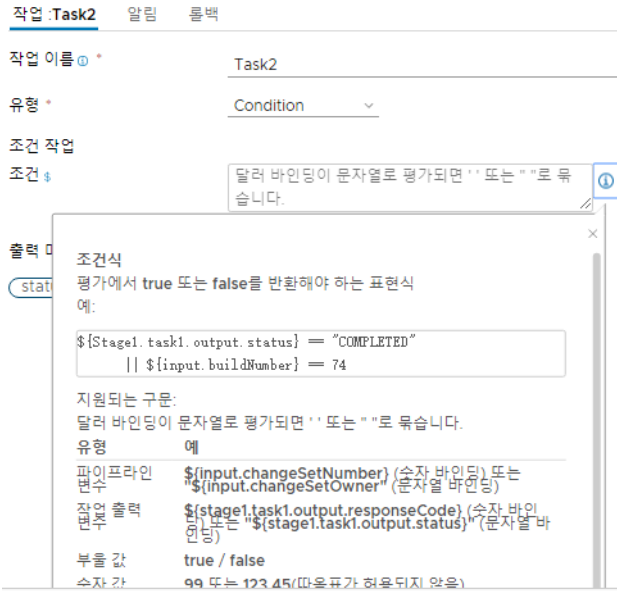 작업 :Task2 알림 롤백
작업 이름 *
Task2
유형 *
Condition
조건 작업
조건 $
달러 바인딩이 문자열로 평가되면 ' ' 또는 " "로 묶
습니다.
출력
조건식
평가에서 true 또는 false를 반환해야 하는 표현식
예:
${Stage1.task1.output.status} == "COMPLETED"
|| ${input.buildNumber} == 74
지원되는 구문:
달러 바인딩이 문자열로 평가되면 ' ' 또는 " "로 묶습니다.
유형 예
파이프라인 변수
${input.changeSetNumber} (숫자 바인딩) 또는
"${input.changeSetOwner" (문자열 바인딩)
작업 출력 변수
${stage1.task1.output.responseCode} (숫자 바인
딩) 또는 "${stage1.task1.output.status}" (문자열 바
인딩)
부울 값 true / false
숫자 값 99 또는 123.45(따옴표가 허용되지 않음)